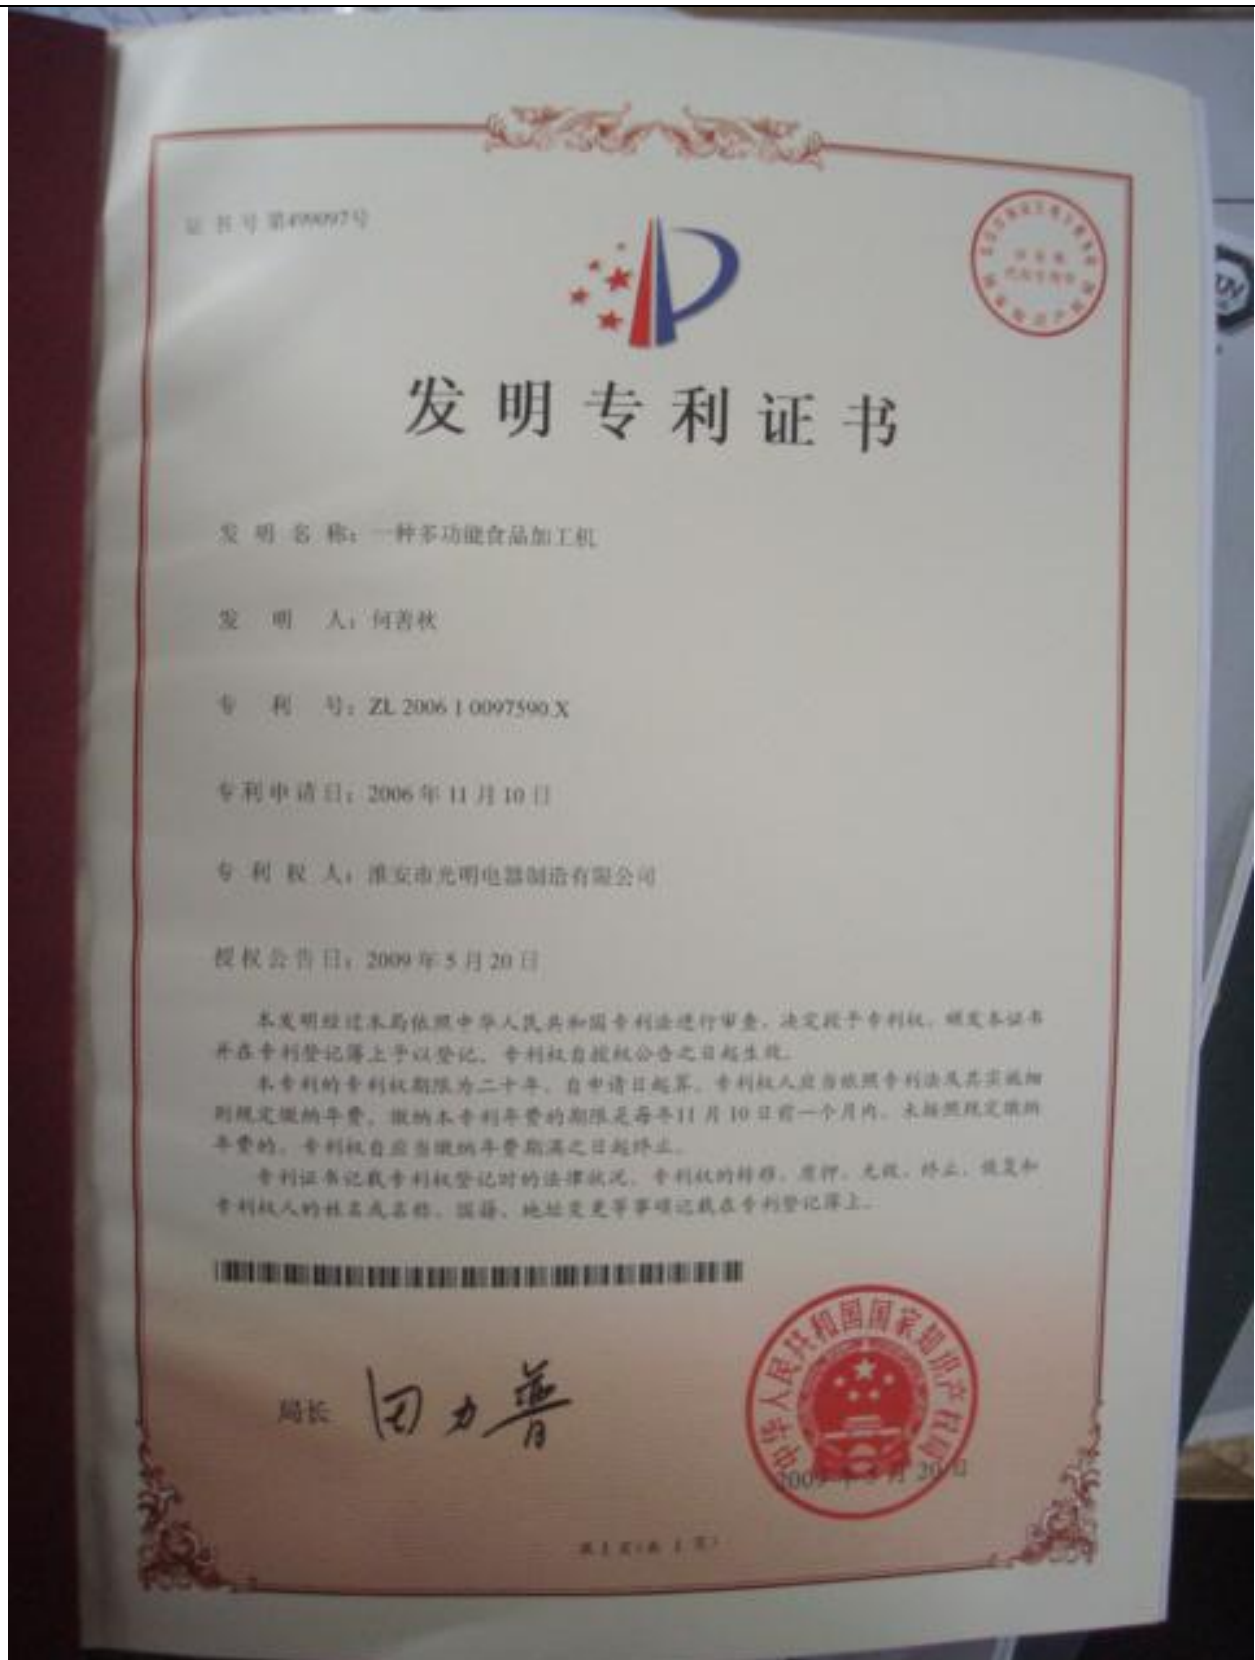 证书号第499097号
发明专利证书
发明名称：一种多功能食品加工机
发明人：何善秋
专利号：ZL 2006 1 0097590.X
专利申请日：2006年11月10日
专利权人：淮安市光明电器制造有限公司
授权公告日：2009年5月20日
本发明经过本局依照中华人民共和国专利法进行审查，决定授予专利权，颁发本证书
并在专利登记簿上予以登记。专利权自授权公告之日起生效。
本专利的专利权期限为二十年，自申请日起算。专利权人应当依照专利法及其实施细
则规定缴纳年费。缴纳本专利年费的期限是每年11月10日前一个月内。未按照规定缴纳
年费的，专利权自应当缴纳年费期满之日起终止。
专利证书记载专利权登记时的法律状况。专利权的转移、质押、无效、终止、恢复和
专利权人的姓名或名称、国籍、地址变更等事项记载在专利登记簿上。
局长 田力普
中华人民共和国国家知识产权局
2009年5月20日
第1页(共1页)